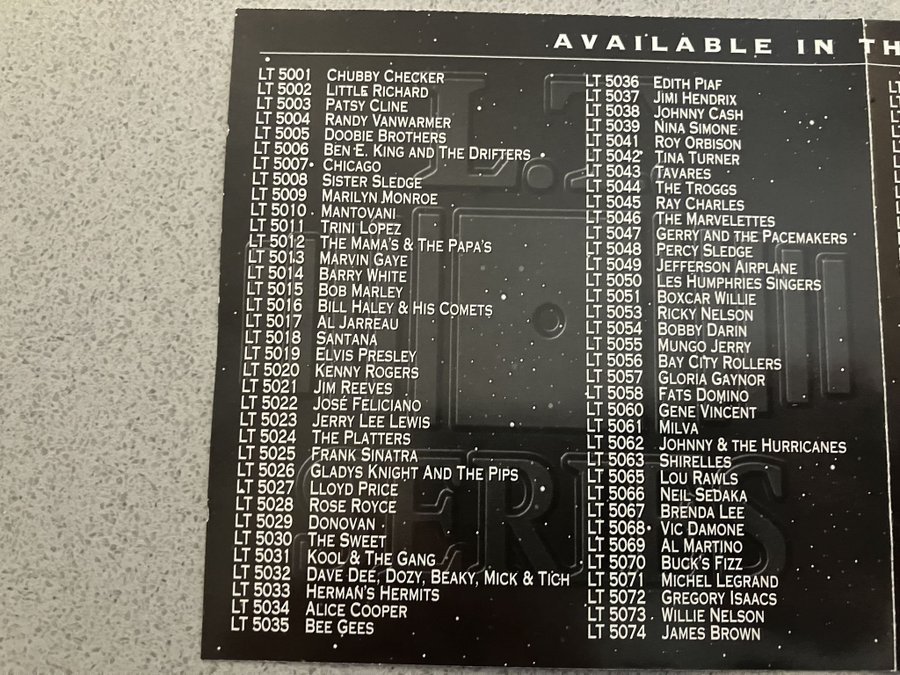 AVAILABLE IN TH
LT 5001 CHUBBY CHECKER
LT 5002 LITTLE RICHARD
LT 5003 PATSY CLINE
LT 5004 RANDY VANWARMER
LT 5005 DOOBIE BROTHERS
LT 5006 BEN E. KING AND THE DRIFTERS
LT 5007 CHICAGO
LT 5008 SISTER SLEDGE
LT 5009 MARILYN MONROE
LT 5010 MANTOVANI
LT 5011 TRINI LOPEZ
LT 5012 THE MAMA'S & THE PAPA'S
LT 5013 MARVIN GAYE
LT 5014 BARRY WHITE
LT 5015 BOB MARLEY
LT 5016 BILL HALEY & HIS COMETS
LT 5017 AL JARREAU
LT 5018 SANTANA
LT 5019 ELVIS PRESLEY
LT 5020 KENNY ROGERS
LT 5021 JIM REEVES
LT 5022 JOSÉ FELICIANO
LT 5023 JERRY LEE LEWIS
LT 5024 THE PLATTERS
LT 5025 FRANK SINATRA
LT 5026 GLADYS KNIGHT AND THE PIPS
LT 5027 LLOYD PRICE
LT 5028 ROSE ROYCE
LT 5029 DONOVAN
LT 5030 THE SWEET
LT 5031 KOOL & THE GANG
LT 5032 DAVE DEE, DOZY, BEAKY, MICK & TICH
LT 5033 HERMAN'S HERMITS
LT 5034 ALICE COOPER
LT 5035 BEE GEES
LT 5036 EDITH PIAF
LT 5037 JIMI HENDRIX
LT 5038 JOHNNY CASH
LT 5039 NINA SIMONE
LT 5041 ROY ORBISON
LT 5042 TINA TURNER
LT 5043 TAVARES
LT 5044 THE TROGGS
LT 5045 RAY CHARLES
LT 5046 THE MARVELETTES
LT 5047 GERRY AND THE PACEMAKERS
LT 5048 PERCY SLEDGE
LT 5049 JEFFERSON AIRPLANE
LT 5050 LES HUMPHRIES SINGERS
LT 5051 BOXCAR WILLIE
LT 5053 RICKY NELSON
LT 5054 BOBBY DARIN
LT 5055 MUNGO JERRY
LT 5056 BAY CITY ROLLERS
LT 5057 GLORIA GAYNOR
LT 5058 FATS DOMINO
LT 5060 GENE VINCENT
LT 5061 MILVA
LT 5062 JOHNNY & THE HURRICANES
LT 5063 SHIRELLES
LT 5065 LOU RAWLS
LT 5066 NEIL SEDAKA
LT 5067 BRENDA LEE
LT 5068 VIC DAMONE
LT 5069 AL MARTINO
LT 5070 BUCK'S FIZZ
LT 5071 MICHEL LEGRAND
LT 5072 GREGORY ISAACS
LT 5073 WILLIE NELSON
LT 5074 JAMES BROWN
L.T.
SERIES